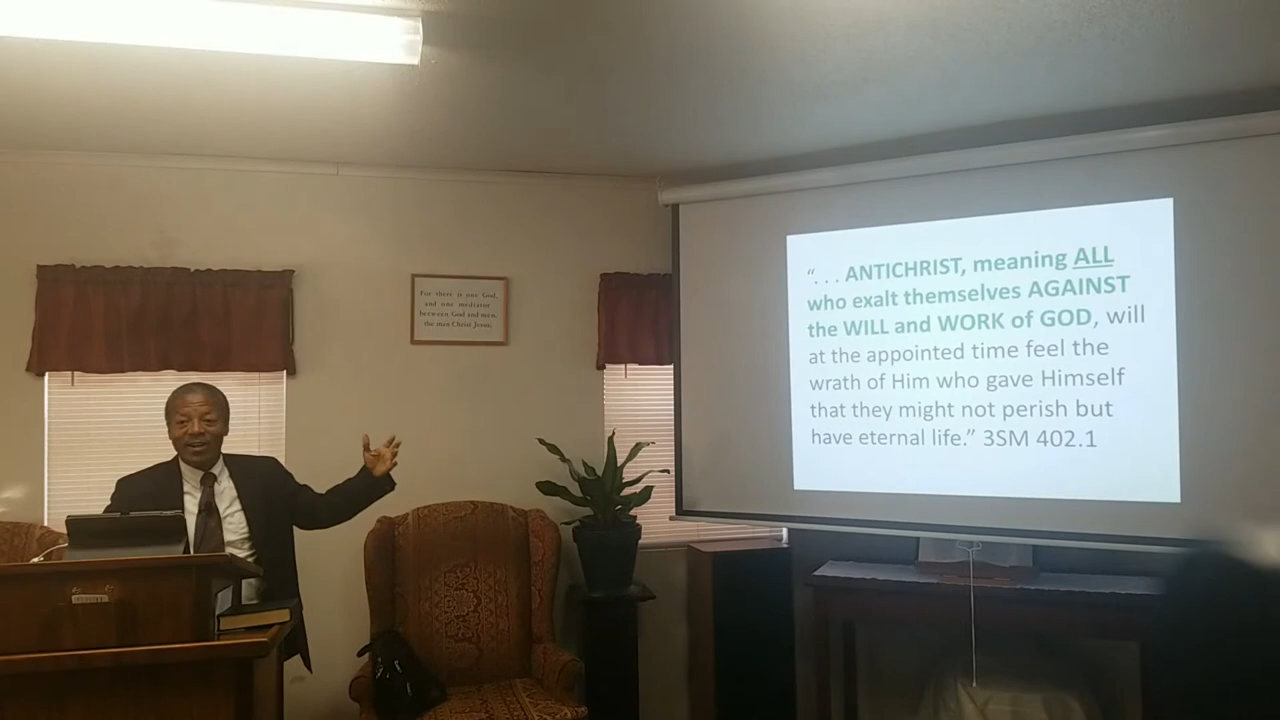 For there is one God,
and one mediator
between God and men,
the man Christ Jesus;
“. . . ANTICHRIST, meaning ALL
who exalt themselves AGAINST
the WILL and WORK of GOD, will
at the appointed time feel the
wrath of Him who gave Himself
that they might not perish but
have eternal life.” 3SM 402.1